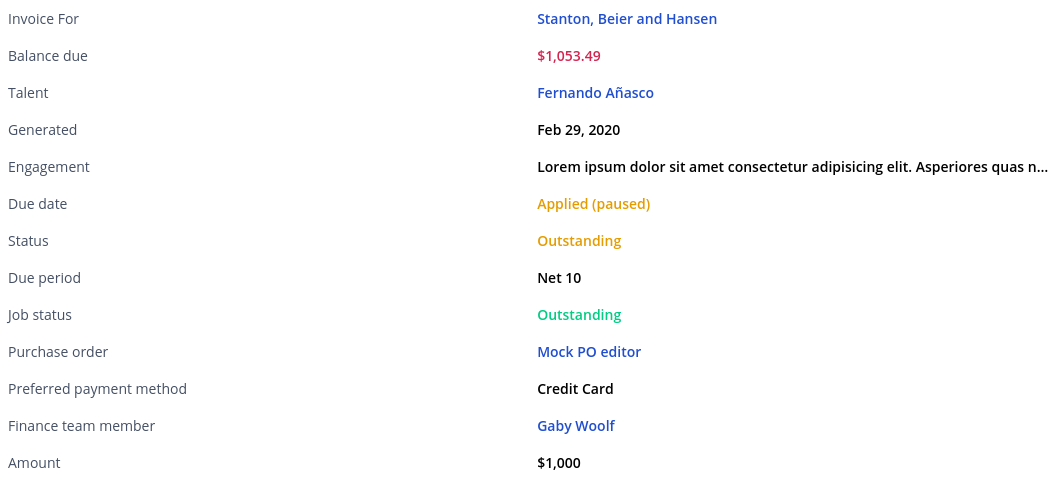 Invoice For Stanton, Beier and Hansen
Balance due $1,053.49
Talent Fernando Añasco
Generated Feb 29, 2020
Engagement Lorem ipsum dolor sit amet consectetur adipisicing elit. Asperiores quas n...
Due date Applied (paused)
Status Outstanding
Due period Net 10
Job status Outstanding
Purchase order Mock PO editor
Preferred payment method Credit Card
Finance team member Gaby Woolf
Amount $1,000